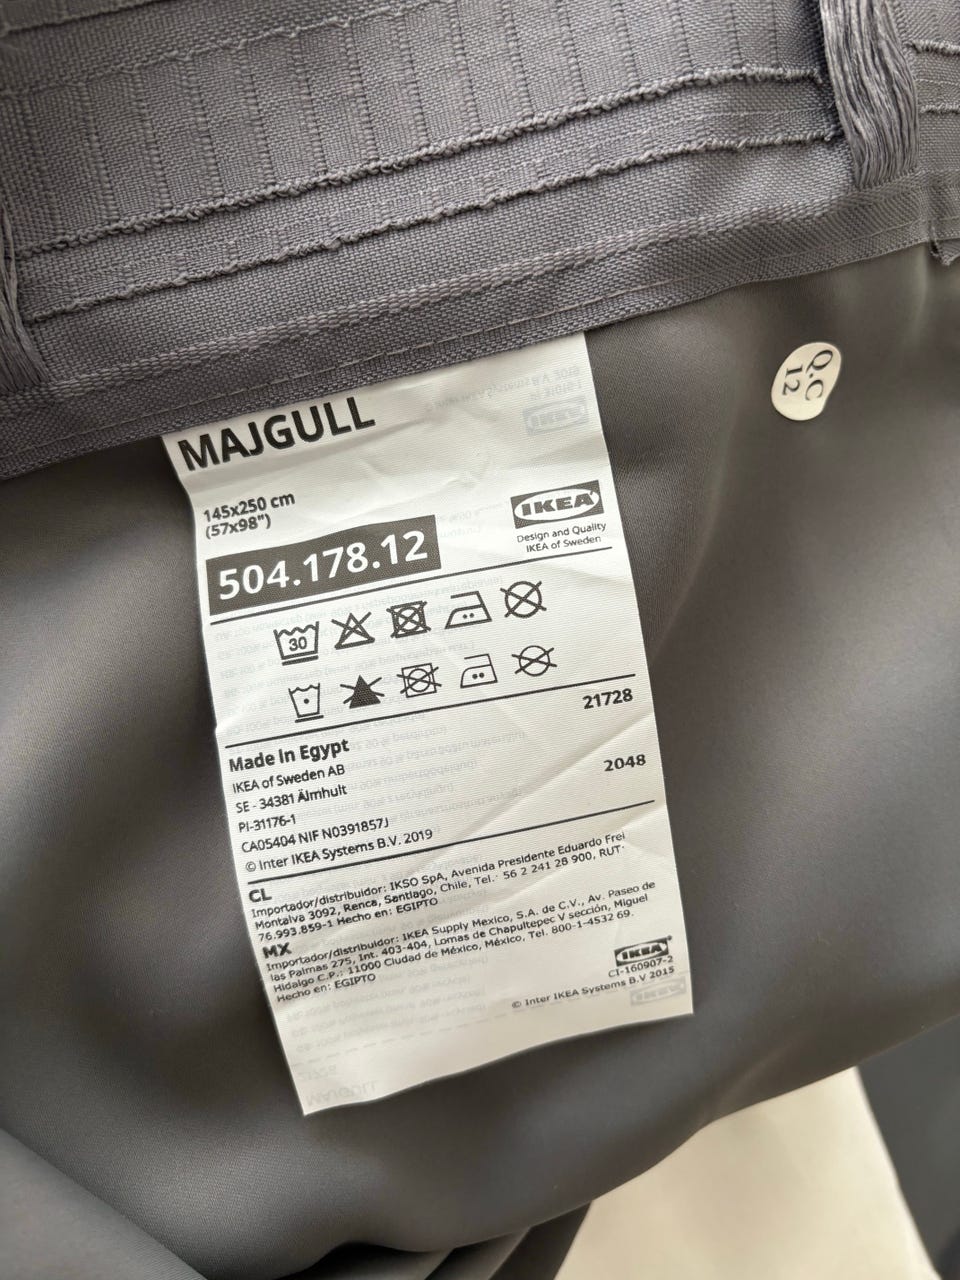 MAJGULL
145x250 cm
(57x98")
504.178.12
IKEA
Design and Quality
IKEA of Sweden
30
21728
Made in Egypt
IKEA of Sweden AB
SE - 34381 Älmhult
PI-31176-1
CA05404 NIF N0391857J
© Inter IKEA Systems B.V. 2019
2048
CL
Importador/distribuidor: IKSO SpA, Avenida Presidente Eduardo Frei
Montalva 3092, Renca, Santiago, Chile, Tel.: 56 2 241 28 900, RUT:
76.993.859-1 Hecho en: EGIPTO
MX
Importador/distribuidor: IKEA Supply Mexico, S.A. de C.V., Av. Paseo de
las Palmas 275, Int. 403-404, Lomas de Chapultepec V sección, Miguel
Hidalgo C.P.: 11000 Ciudad de México, México, Tel. 800-1-4532 69.
Hecho en: EGIPTO
IKEA®
CI-160907-2
© Inter IKEA Systems B.V 2015
Q.C
12